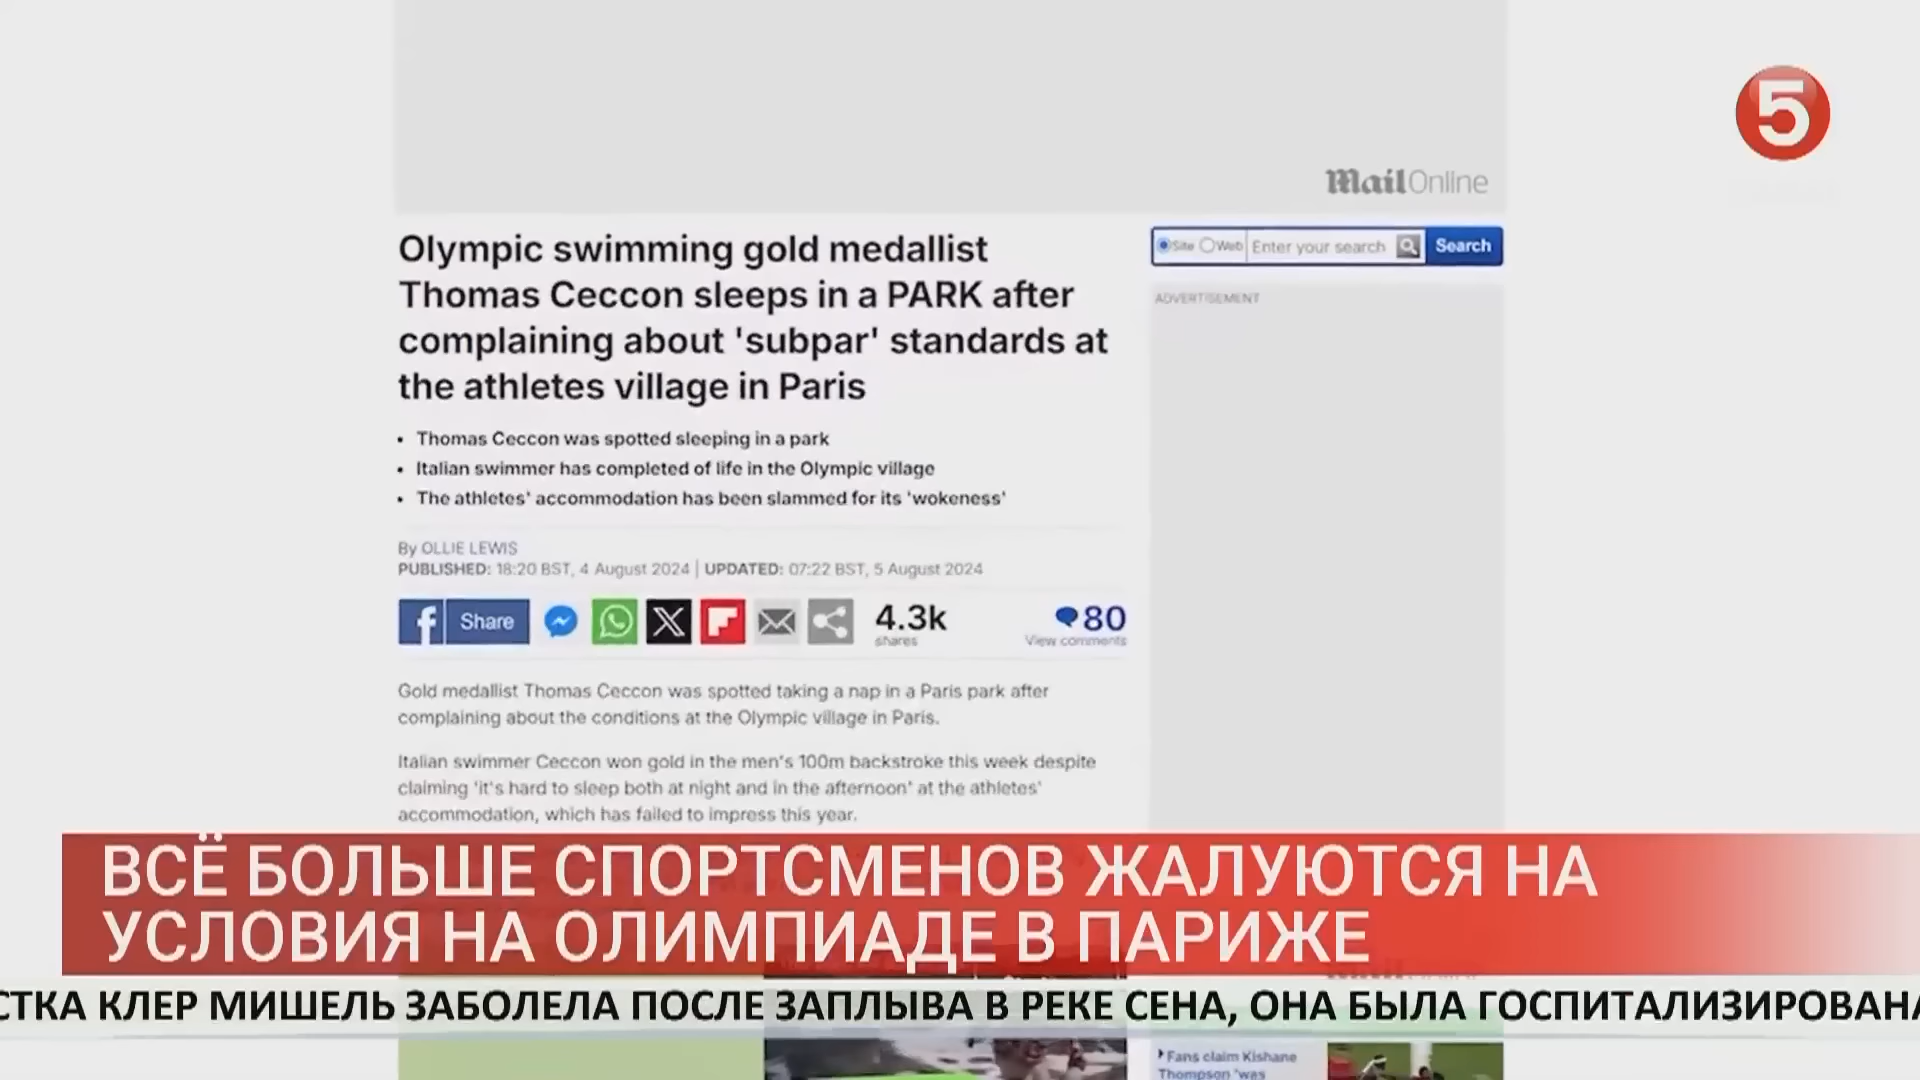 5
MailOnline
Olympic swimming gold medallist
Thomas Ceccon sleeps in a PARK after
complaining about 'subpar' standards at
the athletes village in Paris
• Thomas Ceccon was spotted sleeping in a park
• Italian swimmer has completed of life in the Olympic village
• The athletes' accommodation has been slammed for its 'wokeness'
By OLLIE LEWIS
PUBLISHED: 18:20 BST, 4 August 2024 | UPDATED: 07:22 BST, 5 August 2024
f Share
4.3k
shares
80
View comments
Gold medallist Thomas Ceccon was spotted taking a nap in a Paris park after
complaining about the conditions at the Olympic village in Paris.
Italian swimmer Ceccon won gold in the men's 100m backstroke this week despite
claiming 'it's hard to sleep both at night and in the afternoon' at the athletes'
accommodation, which has failed to impress this year.
Site Web Enter your search Search
ADVERTISEMENT
ВСЁ БОЛЬШЕ СПОРТСМЕНОВ ЖАЛУЮТСЯ НА
УСЛОВИЯ НА ОЛИМПИАДЕ В ПАРИЖЕ
СТКА КЛЕР МИШЕЛЬ ЗАБОЛЕЛА ПОСЛЕ ЗАПЛЫВА В РЕКЕ СЕНА, ОНА БЫЛА ГОСПИТАЛИЗИРОВАНА
Fans claim Kishane
Thompson 'was